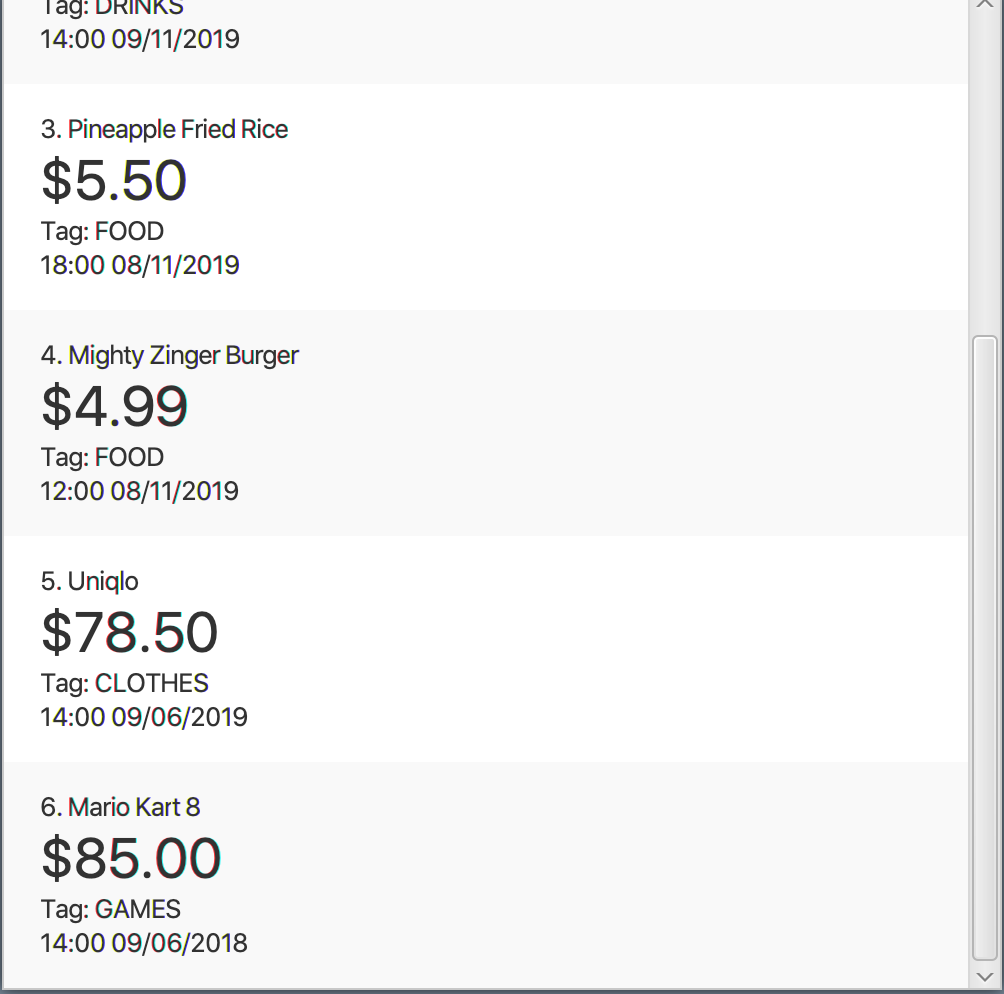 Tag: DRINKS
14:00 09/11/2019
3. Pineapple Fried Rice
$5.50
Tag: FOOD
18:00 08/11/2019
4. Mighty Zinger Burger
$4.99
Tag: FOOD
12:00 08/11/2019
5. Uniqlo
$78.50
Tag: CLOTHES
14:00 09/06/2019
6. Mario Kart 8
$85.00
Tag: GAMES
14:00 09/06/2018